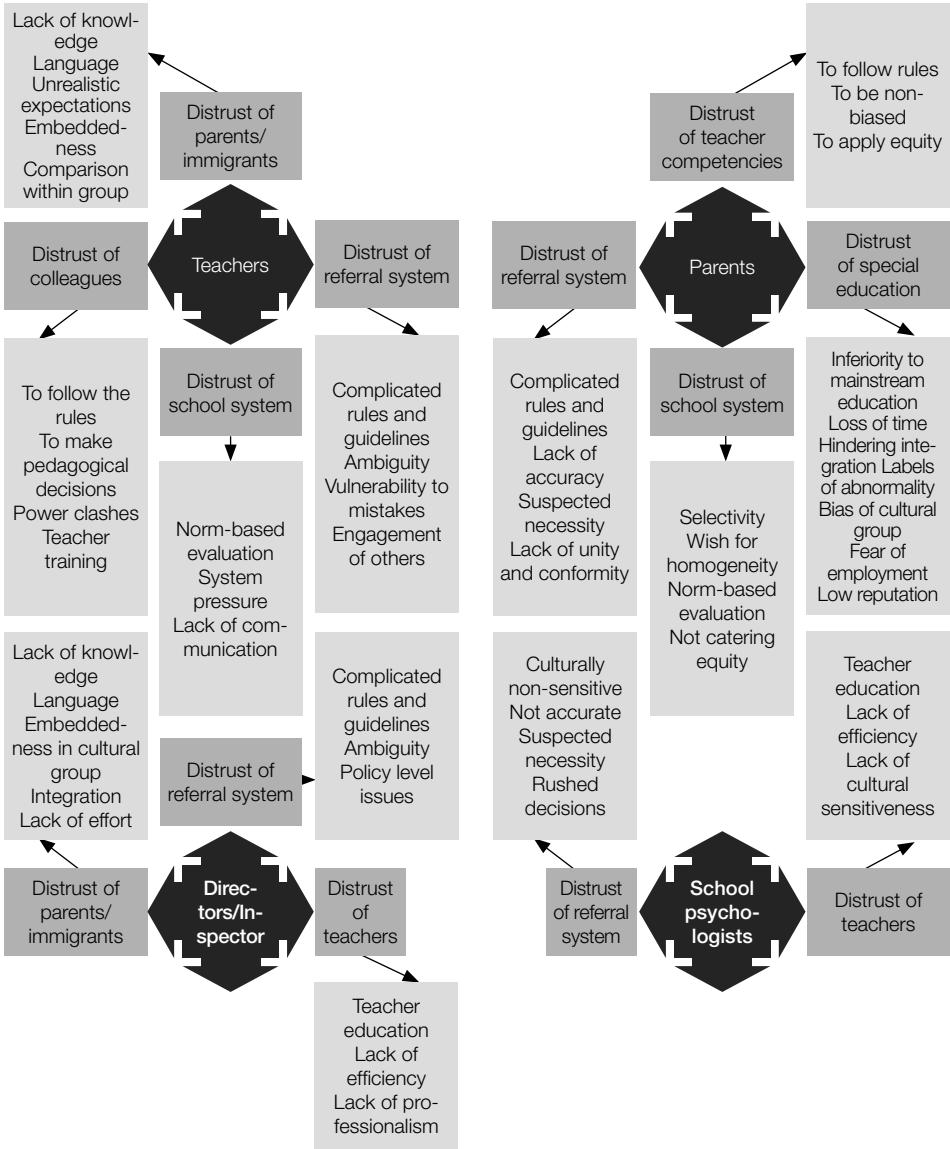 Lack of knowl-
edge
Language
Unrealistic
expectations
Embedded-
ness
Comparison
within group
Distrust of
parents/
immigrants
Distrust of
colleagues
Teachers
Distrust of
referral system
To follow the
rules
To make
pedagogical
decisions
Power clashes
Teacher
training
Distrust of
school system
Norm-based
evaluation
System
pressure
Lack of com-
munication
Complicated
rules and
guidelines
Ambiguity
Vulnerability to
mistakes
Engagement
of others
Distrust
of teacher
competencies
To follow rules
To be non-
biased
To apply equity
Distrust of
referral system
Parents
Distrust
of special
education
Complicated
rules and
guidelines
Lack of
accuracy
Suspected
necessity
Lack of unity
and conformity
Distrust of
school system
Selectivity
Wish for
homogeneity
Norm-based
evaluation
Not catering
equity
Inferiority to
mainstream
education
Loss of time
Hindering inte-
gration Labels
of abnormality
Bias of cultural
group
Fear of
employment
Low reputation
Lack of knowl-
edge
Language
Embedded-
ness in cultural
group
Integration
Lack of effort
Distrust of
referral system
Complicated
rules and
guidelines
Ambiguity
Policy level
issues
Distrust of
parents/
immigrants
Direc-
tors/In-
spector
Distrust
of
teachers
Teacher
education
Lack of
efficiency
Lack of pro-
fessionalism
Culturally
non-sensitive
Not accurate
Suspected
necessity
Rushed
decisions
Teacher
education
Lack of
efficiency
Lack of
cultural
sensitiveness
Distrust
of referral
system
School
psycho-
logists
Distrust of
teachers